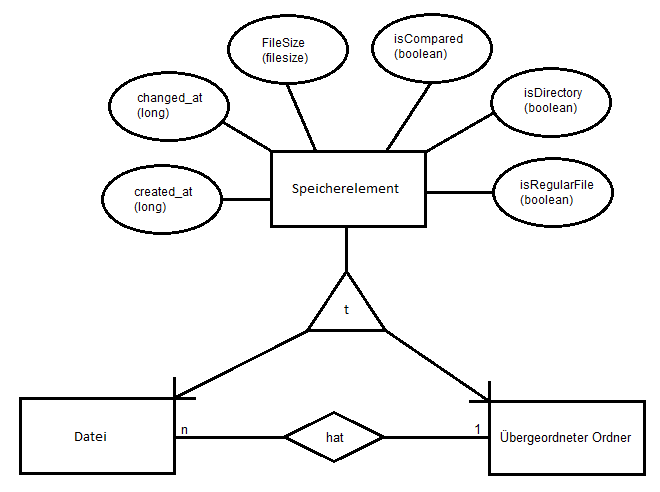 FileSize
(filesize)
isCompared
(boolean)
changed_at
(long)
isDirectory
(boolean)
created_at
(long)
Speicherelement
isRegularFile
(boolean)
t
Datei
n
hat
1
Übergeordneter Ordner